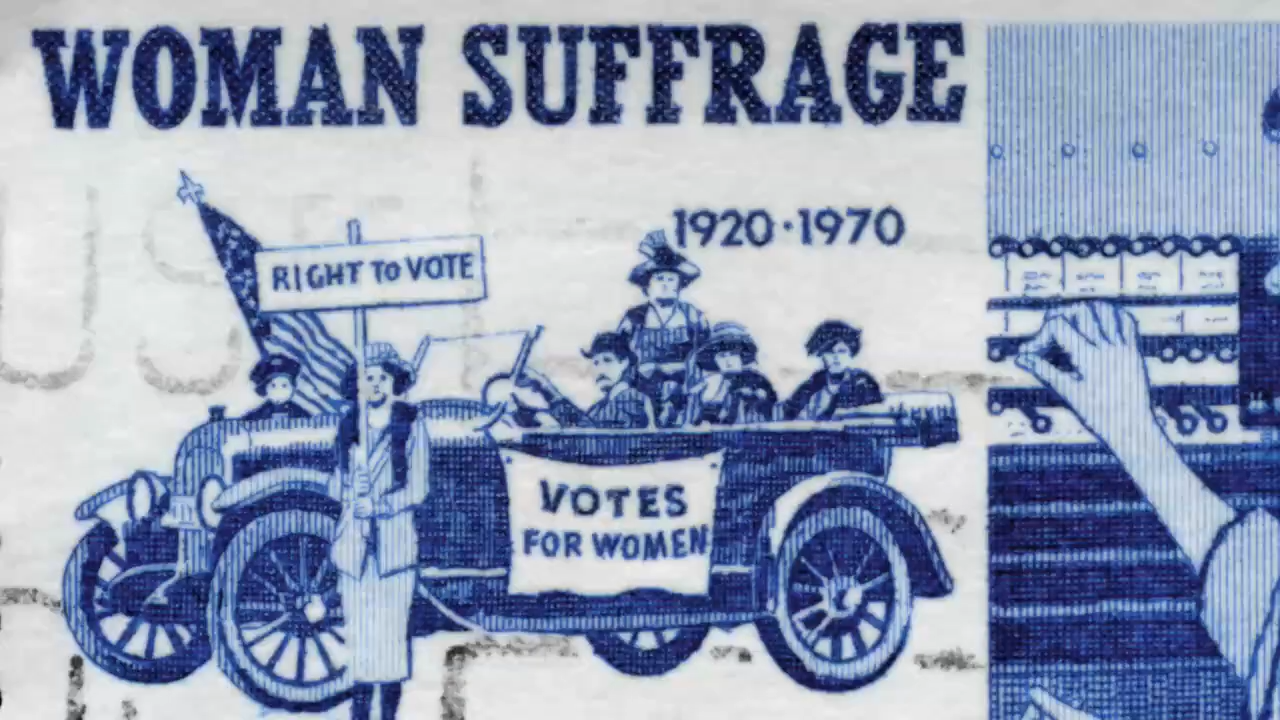 WOMAN SUFFRAGE
1920·1970
RIGHT TO VOTE
VOTES
FOR WOMEN